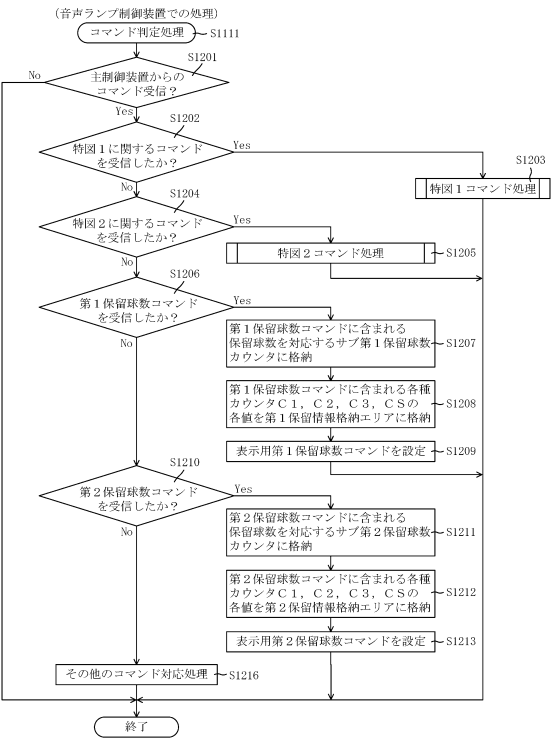 (音声ランプ制御装置での処理)
コマンド判定処理
S1111
S1201
No
主制御装置からの
コマンド受信？
Yes
S1202
特図１に関するコマンド
を受信したか？
Yes
S1203
特図１コマンド処理
No
S1204
特図２に関するコマンド
を受信したか？
Yes
特図２コマンド処理
S1205
No
S1206
第１保留球数コマンド
を受信したか？
Yes
No
第１保留球数コマンドに含まれる
保留球数を対応するサブ第１保留球数
カウンタに格納
S1207
第１保留球数コマンドに含まれる各種
カウンタＣ１，Ｃ２，Ｃ３，ＣＳの
各値を第１保留情報格納エリアに格納
S1208
表示用第１保留球数コマンドを設定
S1209
S1210
第２保留球数コマンド
を受信したか？
Yes
No
第２保留球数コマンドに含まれる
保留球数を対応するサブ第２保留球数
カウンタに格納
S1211
第２保留球数コマンドに含まれる各種
カウンタＣ１，Ｃ２，Ｃ３，ＣＳの
各値を第２保留情報格納エリアに格納
S1212
表示用第２保留球数コマンドを設定
S1213
その他のコマンド対応処理
S1216
終了